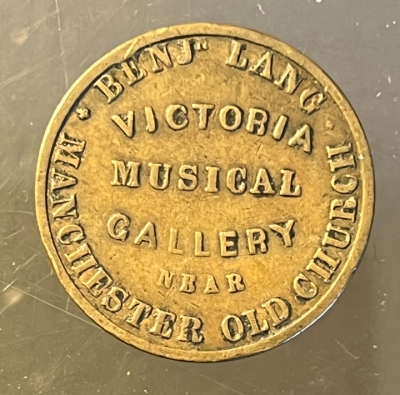 BENJN LANG
VICTORIA
MUSICAL
GALLERY
NEAR
MANCHESTER OLD CHURCH